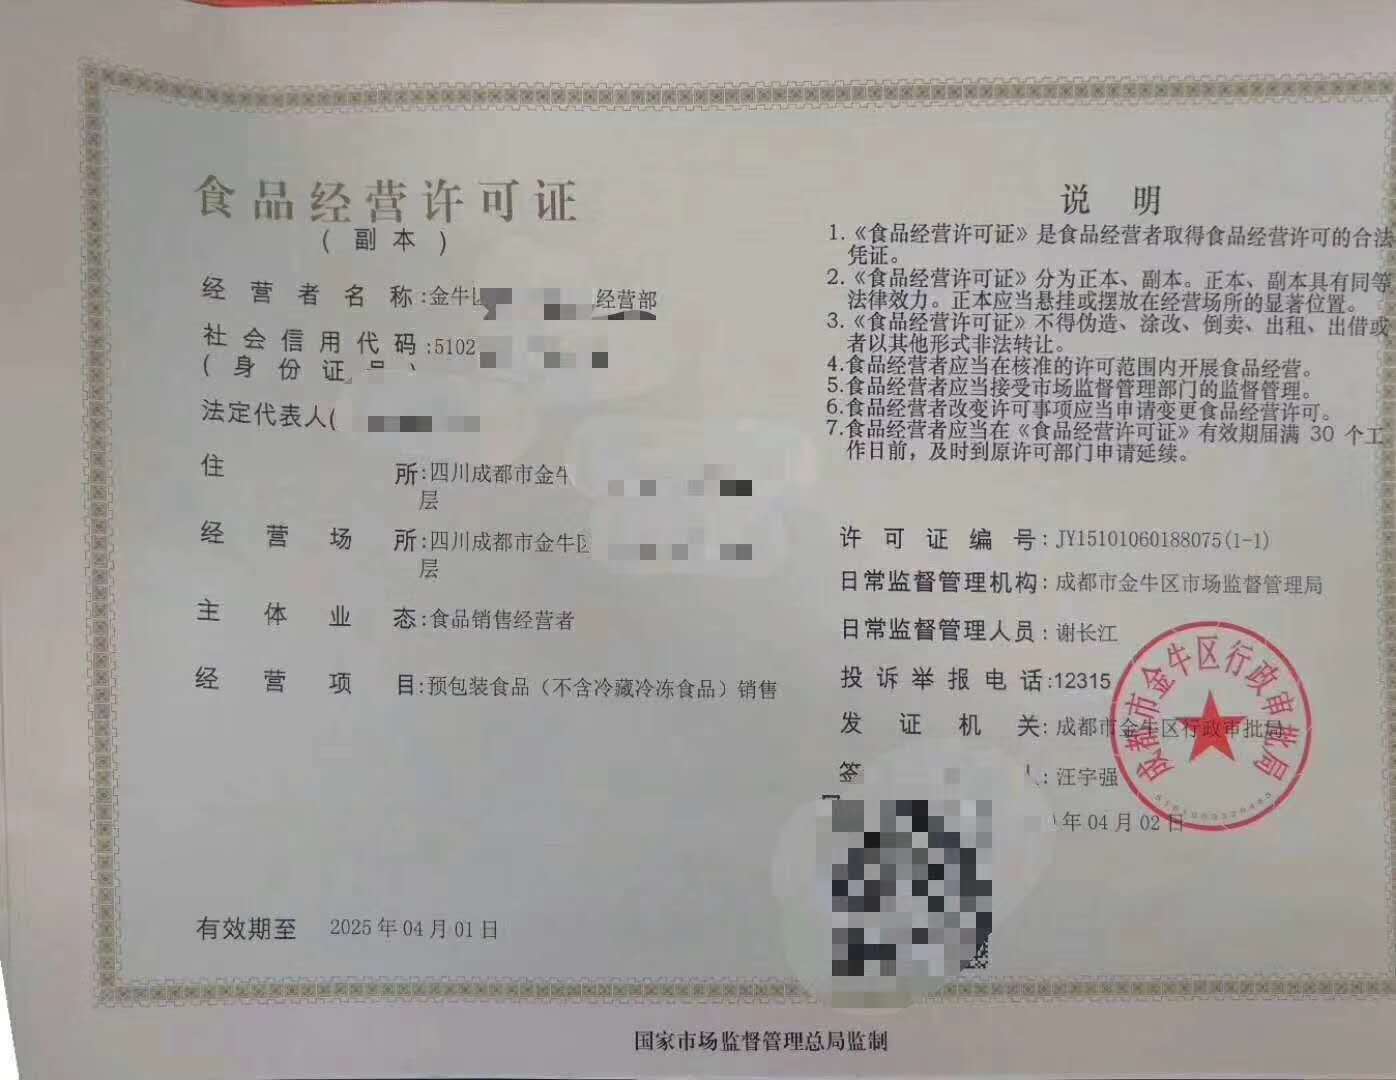 食品经营许可证
(副本)
经营者名称:金牛 经营部
社会信用代码:5102
(身份证
法定代表人(
住所:四川成都市金牛
层
经营场所:四川成都市金牛区
层
主体业态:食品销售经营者
经营项目:预包装食品（不含冷藏冷冻食品）销售
有效期至 2025年04月01日
说明
1.《食品经营许可证》是食品经营者取得食品经营许可的合法
凭证。
2.《食品经营许可证》分为正本、副本。正本、副本具有同等
法律效力。正本应当悬挂或摆放在经营场所的显著位置。
3.《食品经营许可证》不得伪造、涂改、倒卖、出租、出借或
者以其他形式非法转让。
4.食品经营者应当在核准的许可范围内开展食品经营。
5.食品经营者应当接受市场监督管理部门的监督管理。
6.食品经营者改变许可事项应当申请变更食品经营许可。
7.食品经营者应当在《食品经营许可证》有效期届满 30 个工
作日前，及时到原许可部门申请延续。
许可证编号:JY15101060188075(1-1)
日常监督管理机构:成都市金牛区市场监督管理局
日常监督管理人员:谢长江
投诉举报电话:12315
发证机关:成都市金牛区行政审批局
签 人:汪宇强
年04月02日
成都市金牛区行政审批局
国家市场监督管理总局监制